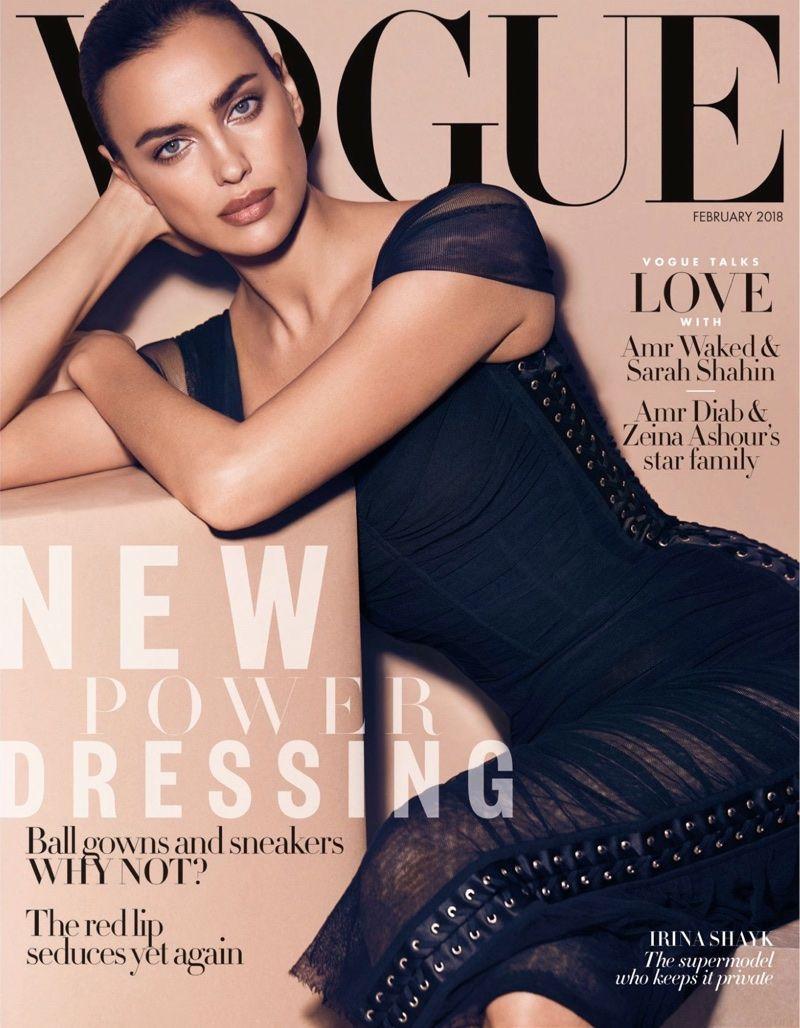 VOGUE
FEBRUARY 2018
VOGUE TALKS
LOVE
WITH
Amr Waked &
Sarah Shahin
Amr Diab &
Zeina Ashour's
star family
NEW
POWER
DRESSING
Ball gowns and sneakers
WHY NOT?
The red lip
seduces yet again
IRINA SHAYK
The supermodel
who keeps it private